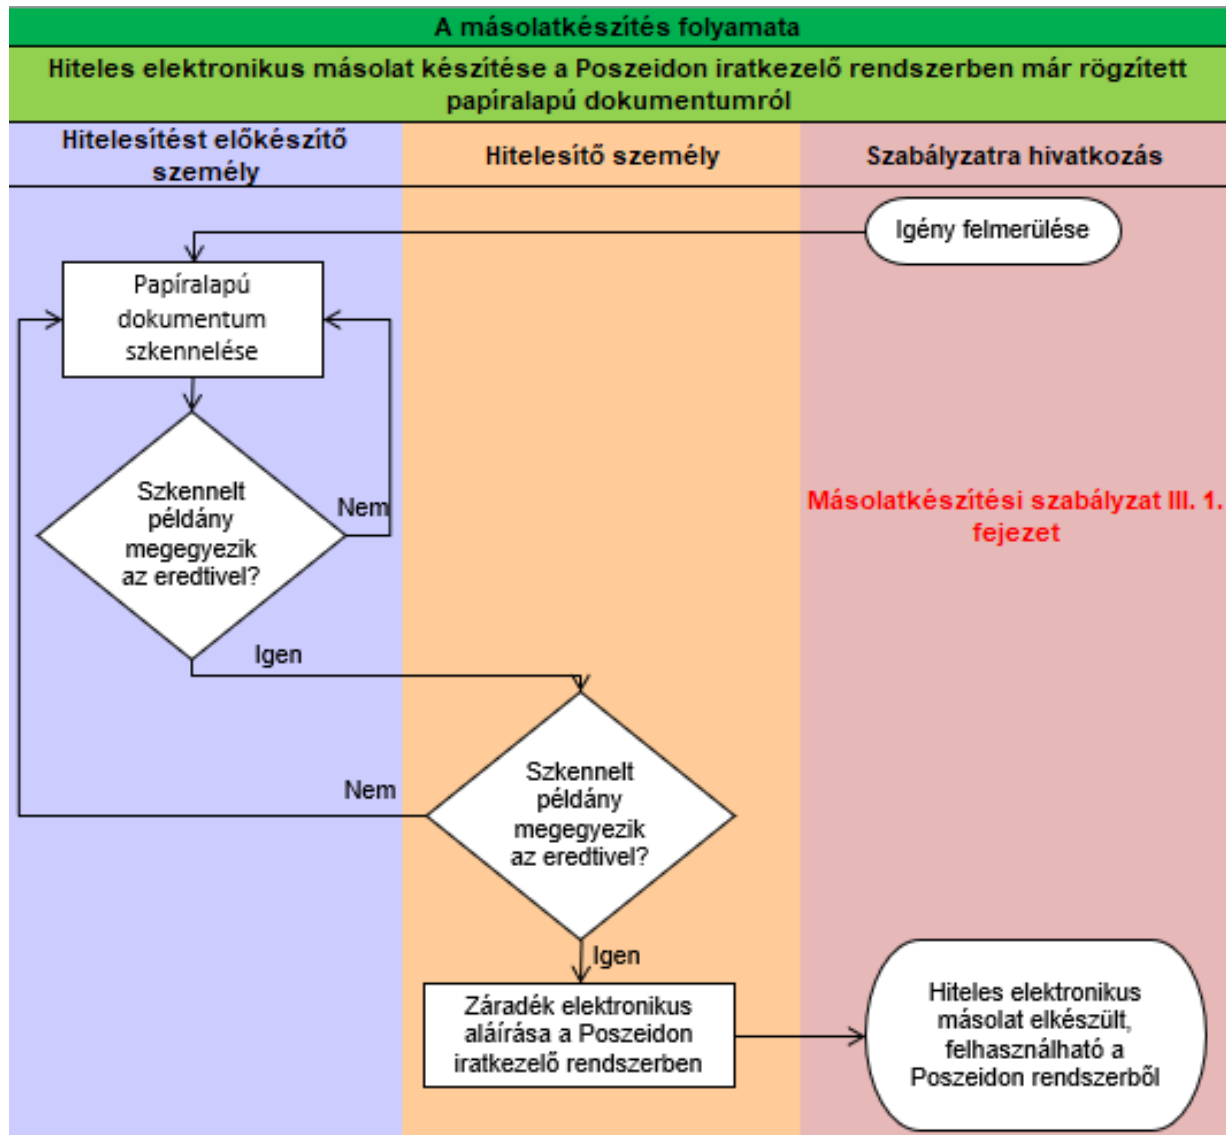 A másolatkészítés folyamata
Hiteles elektronikus másolat készítése a Poszeidon iratkezelő rendszerben már rögzített
papíralapú dokumentumról
Hitelesítést előkészítő
személy
Hitelesítő személy
Szabályzatra hivatkozás
Igény felmerülése
Papíralapú
dokumentum
szkennelése
Szkennelt
példány
megegyezik
az eredtivel?
Nem
Másolatkészítési szabályzat III. 1.
fejezet
Igen
Szkennelt
példány
megegyezik
az eredtivel?
Nem
Igen
Záradék elektronikus
aláírása a Poszeidon
iratkezelő rendszerben
Hiteles elektronikus
másolat elkészült,
felhasználható a
Poszeidon rendszerből